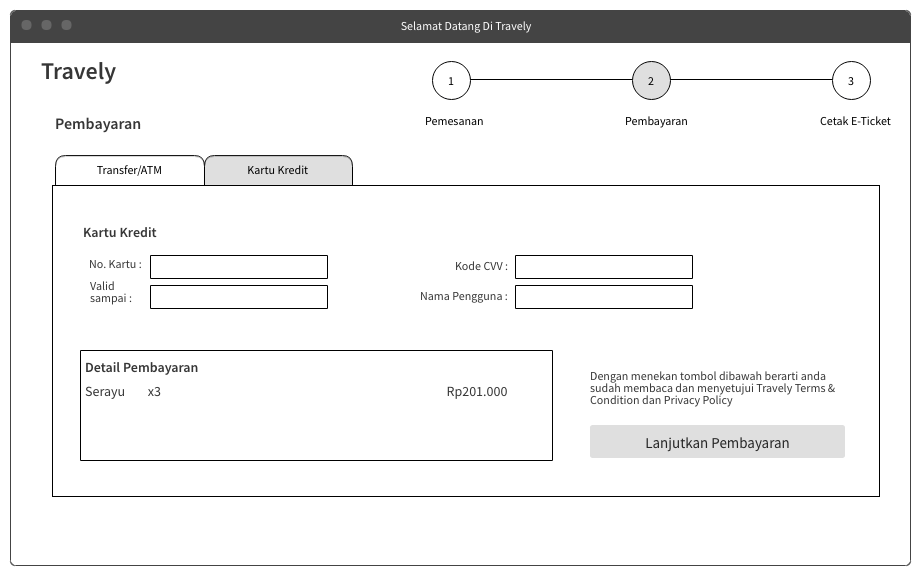 Selamat Datang Di Travely
Travely
1
2
3
Pemesanan
Pembayaran
Cetak E-Ticket
Pembayaran
Transfer/ATM
Kartu Kredit
Kartu Kredit
No. Kartu :
Kode CVV :
Valid
sampai :
Nama Pengguna :
Detail Pembayaran
Serayu x3 Rp201.000
Dengan menekan tombol dibawah berarti anda
sudah membaca dan menyetujui Travely Terms &
Condition dan Privacy Policy
Lanjutkan Pembayaran